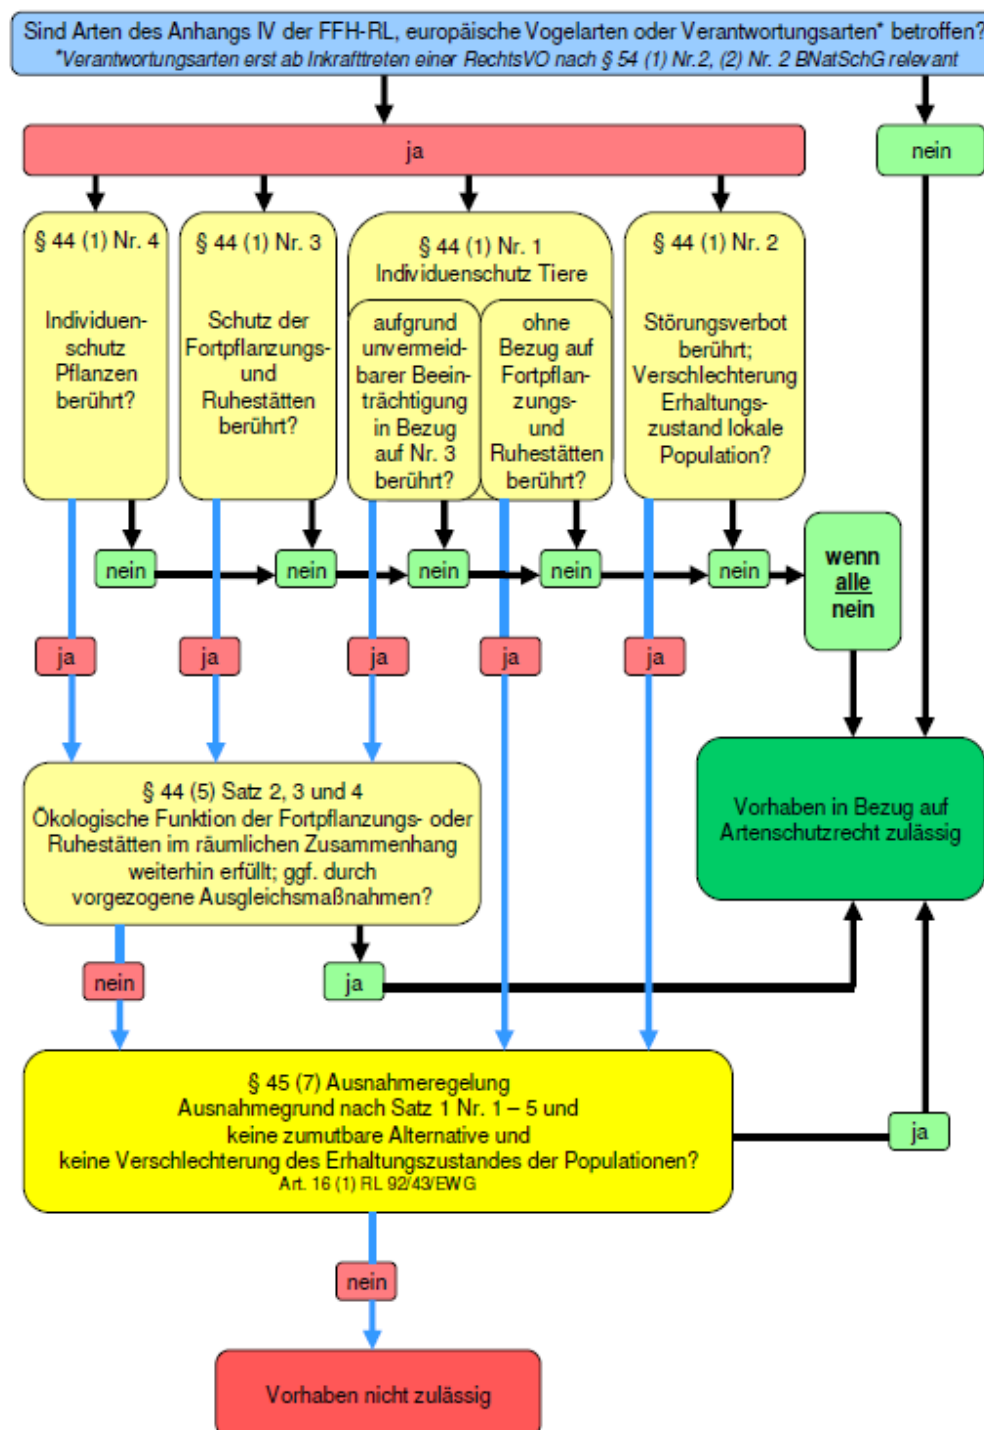 Sind Arten des Anhangs IV der FFH-RL, europäische Vogelarten oder Verantwortungsarten* betroffen?
*Verantwortungsarten erst ab Inkrafttreten einer RechtsVO nach § 54 (1) Nr.2, (2) Nr. 2 BNatSchG relevant
ja
nein
§ 44 (1) Nr. 4
Individuen-
schutz
Pflanzen
berührt?
§ 44 (1) Nr. 3
Schutz der
Fortpflanzungs-
und
Ruhestätten
berührt?
§ 44 (1) Nr. 1
Individuenschutz Tiere
aufgrund
unvermeid-
barer Beein-
trächtigung
in Bezug
auf Nr. 3
berührt?
ohne
Bezug auf
Fortpflan-
zungs-
und
Ruhestätten
berührt?
§ 44 (1) Nr. 2
Störungsverbot
berührt;
Verschlechterung
Erhaltungs-
zustand lokale
Population?
nein
nein
nein
nein
nein
wenn
alle
nein
ja
ja
ja
ja
ja
§ 44 (5) Satz 2, 3 und 4
Ökologische Funktion der Fortpflanzungs- oder
Ruhestätten im räumlichen Zusammenhang
weiterhin erfüllt; ggf. durch
vorgezogene Ausgleichsmaßnahmen?
Vorhaben in Bezug auf
Artenschutzrecht zulässig
nein
ja
§ 45 (7) Ausnahmeregelung
Ausnahmegrund nach Satz 1 Nr. 1 – 5 und
keine zumutbare Alternative und
keine Verschlechterung des Erhaltungszustandes der Populationen?
Art. 16 (1) RL 92/43/EWG
ja
nein
Vorhaben nicht zulässig